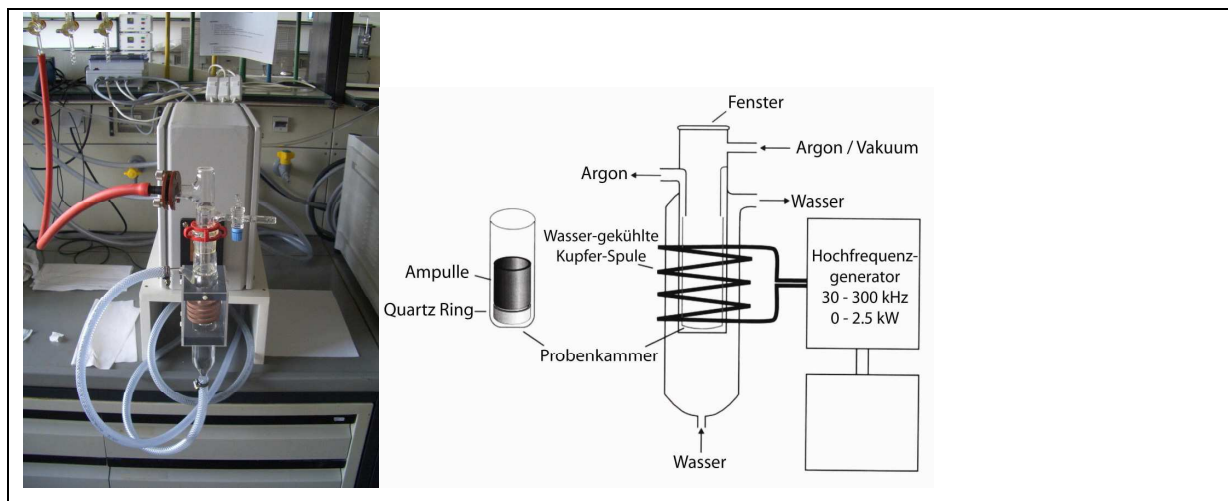 Fenster
Argon / Vakuum
Argon
Wasser
Wasser-gekühlte
Kupfer-Spule
Hochfrequenz-
generator
30 - 300 kHz
0 - 2.5 kW
Ampulle
Quartz Ring
Probenkammer
Wasser